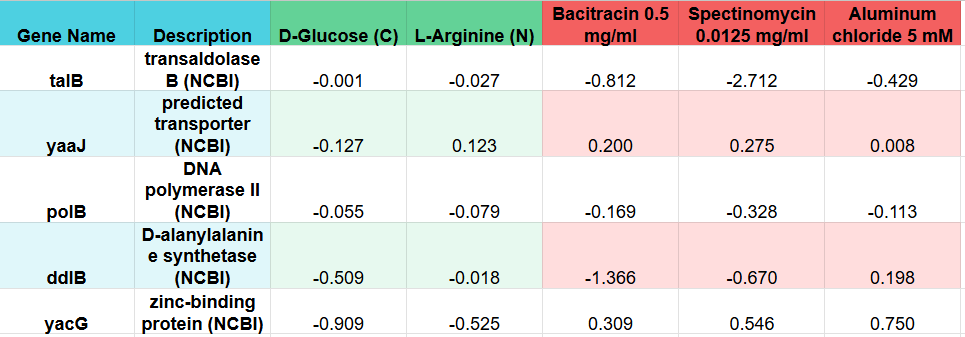 Gene Name Description D-Glucose (C) L-Arginine (N) Bacitracin 0.5 mg/ml Spectinomycin 0.0125 mg/ml Aluminum chloride 5 mM
talB transaldolase B (NCBI) -0.001 -0.027 -0.812 -2.712 -0.429
yaaJ predicted transporter (NCBI) -0.127 0.123 0.200 0.275 0.008
polB DNA polymerase II (NCBI) -0.055 -0.079 -0.169 -0.328 -0.113
ddlB D-alanylalanin e synthetase (NCBI) -0.509 -0.018 -1.366 -0.670 0.198
yacG zinc-binding protein (NCBI) -0.909 -0.525 0.309 0.546 0.750